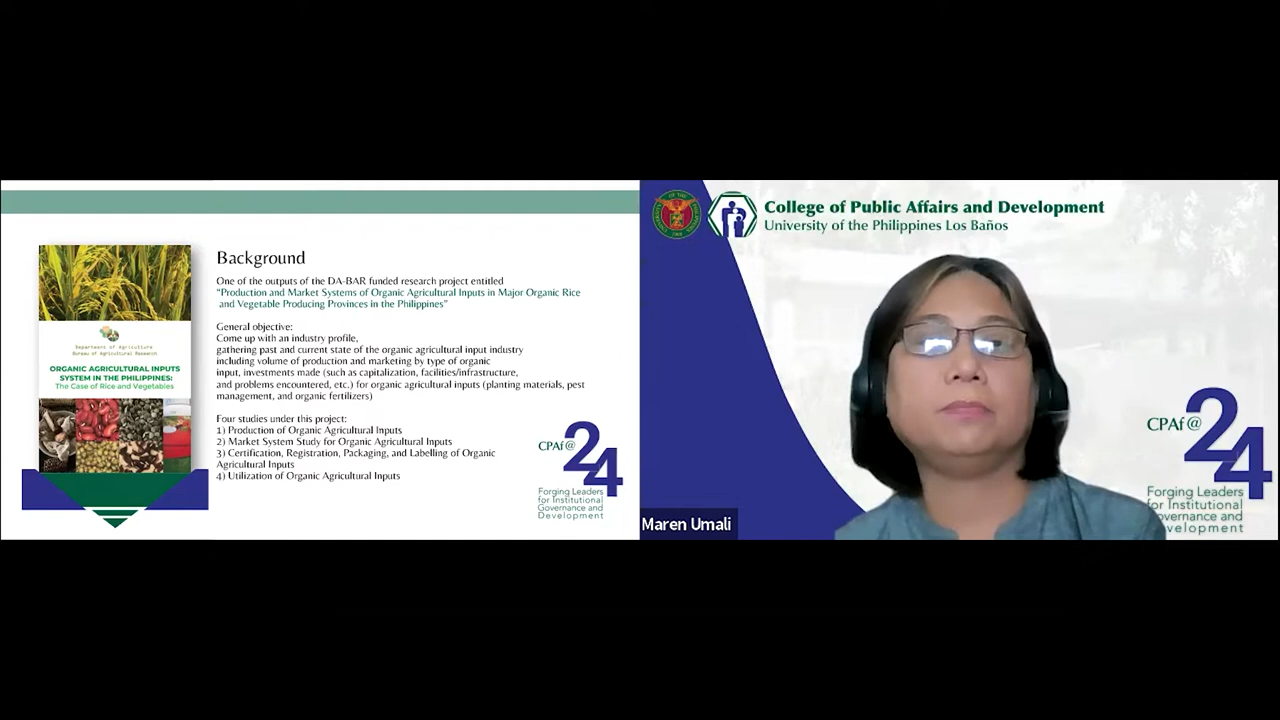 Department of Agriculture
Bureau of Agricultural Research
ORGANIC AGRICULTURAL INPUTS
SYSTEM IN THE PHILIPPINES:
The Case of Rice and Vegetables
Background
One of the outputs of the DA-BAR funded research project entitled
"Production and Market Systems of Organic Agricultural Inputs in Major Organic Rice
and Vegetable Producing Provinces in the Philippines"
General objective:
Come up with an industry profile,
gathering past and current state of the organic agricultural input industry
including volume of production and marketing by type of organic
input, investments made (such as capitalization, facilities/infrastructure,
and problems encountered, etc.) for organic agricultural inputs (planting materials, pest
management, and organic fertilizers)
Four studies under this project:
1) Production of Organic Agricultural Inputs
2) Market System Study for Organic Agricultural Inputs
3) Certification, Registration, Packaging, and Labelling of Organic
Agricultural Inputs
4) Utilization of Organic Agricultural Inputs
CPAf@24
Forging Leaders
for Institutional
Governance and
Development
College of Public Affairs and Development
University of the Philippines Los Baños
CPAf@24
Forging Leaders
for Institutional
overnance and
velopment
Maren Umali